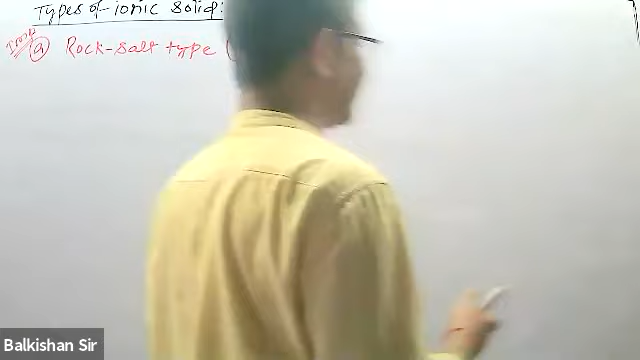 Types of ionic solid:
Imp (a) Rock-salt type (
Balkishan Sir